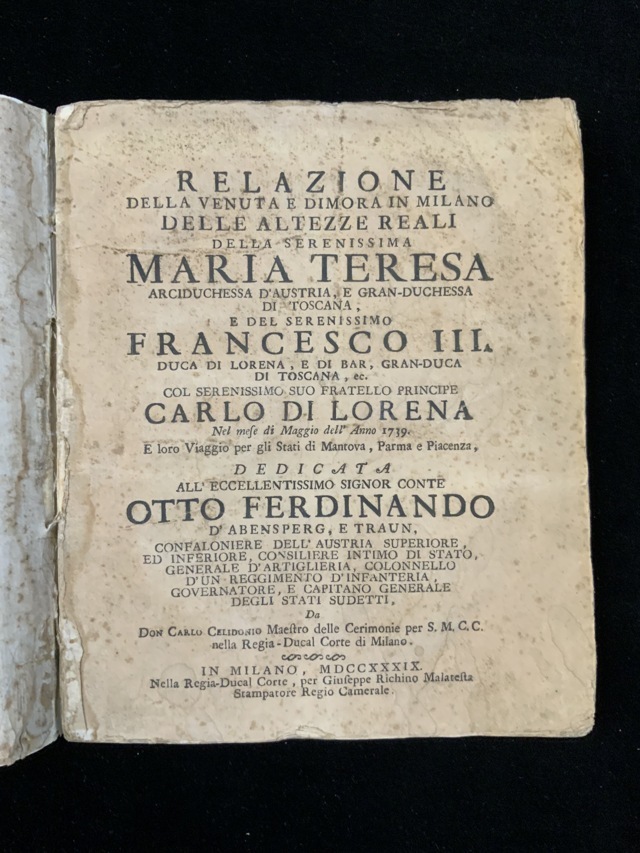 RELAZIONE
DELLA VENUTA E DIMORA IN MILANO
DELLE ALTEZZE REALI
DELLA SERENISSIMA
MARIA TERESA
ARCIDUCHESSA D'AUSTRIA, E GRAN-DUCHESSA
DI TOSCANA,
E DEL SERENISSIMO
FRANCESCO III.
DUCA DI LORENA, E DI BAR, GRAN-DUCA
DI TOSCANA, ec.
COL SERENISSIMO SUO FRATELLO PRINCIPE
CARLO DI LORENA
Nel mese di Maggio dell' Anno 1739.
E loro Viaggio per gli Stati di Mantova, Parma e Piacenza,
DEDICATA
ALL' ECCELLENTISSIMO SIGNOR CONTE
OTTO FERDINANDO
D' ABENSPERG, E TRAUN,
CONFALONIERE DELL' AUSTRIA SUPERIORE,
ED INFERIORE, CONSILIERE INTIMO DI STATO,
GENERALE D'ARTIGLIERIA, COLONNELLO
D'UN REGGIMENTO D'INFANTERIA,
GOVERNATORE, E CAPITANO GENERALE
DEGLI STATI SUDETTI,
Da
DON CARLO CELIDONIO Maestro delle Cerimonie per S. M. C. C.
nella Regia-Ducal Corte di Milano.
IN MILANO, MDCCXXXIX.
Nella Regia-Ducal Corte, per Giuseppe Richino Malatesta
Stampatore Regio Camerale.